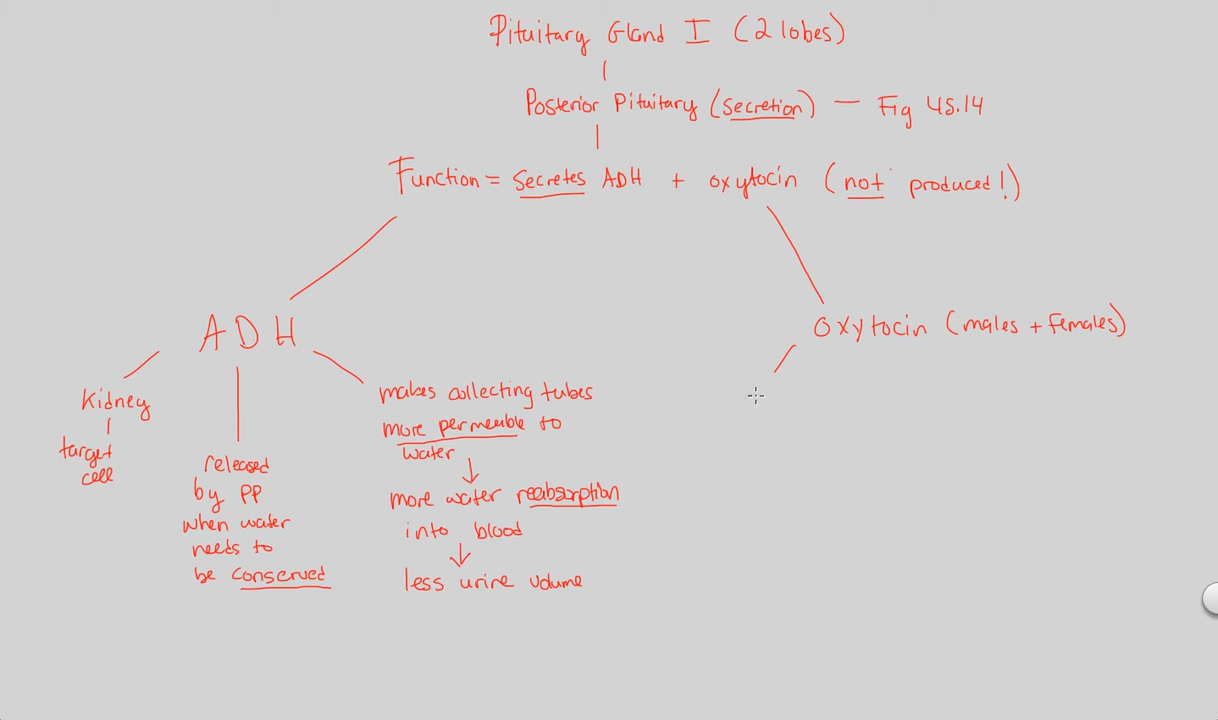 Pituitary Gland I (2 lobes)
Posterior Pituitary (secretion) — Fig 45.14
Function = Secretes ADH + oxytocin (not produced!)
ADH
Kidney
target
cell
released
by PP
when water
needs to
be conserved
makes collecting tubes
more permeable to
water
more water reabsorption
into blood
less urine volume
Oxytocin (males + females)